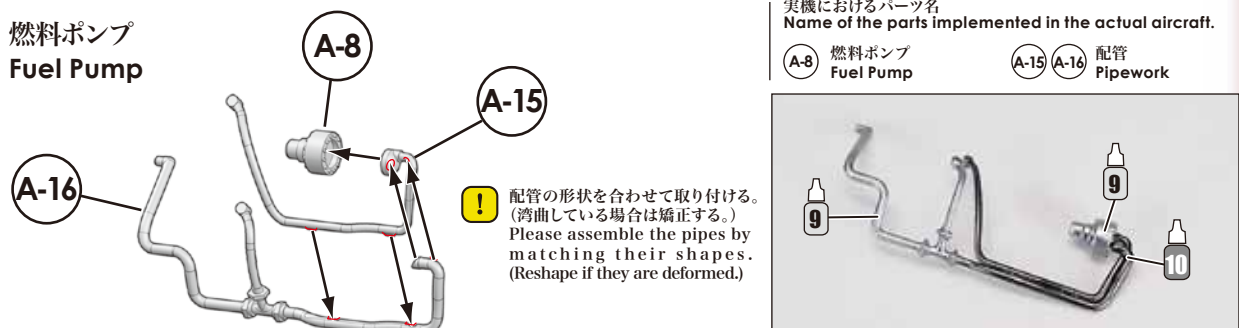 燃料ポンプ
Fuel Pump
A-8
A-15
A-16
! 配管の形状を合わせて取り付ける。
(湾曲している場合は矯正する。)
Please assemble the pipes by
matching their shapes.
(Reshape if they are deformed.)
実機におけるパーツ名
Name of the parts implemented in the actual aircraft.
A-8 燃料ポンプ
Fuel Pump
A-15 A-16 配管
Pipework
9
9
10